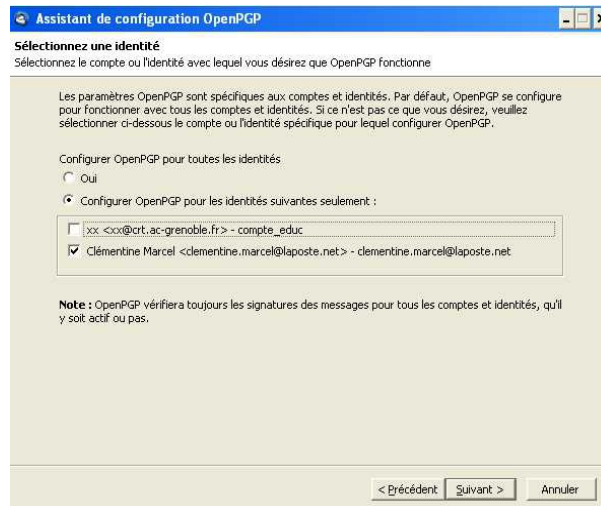 Assistant de configuration OpenPGP
Sélectionnez une identité
Sélectionnez le compte ou l'identité avec lequel vous désirez que OpenPGP fonctionne
Les paramètres OpenPGP sont spécifiques aux comptes et identités. Par défaut, OpenPGP se configure
pour fonctionner avec tous les comptes et identités. Si ce n'est pas ce que vous désirez, veuillez
sélectionner ci-dessous le compte ou l'identité spécifique pour lequel configurer OpenPGP.
Configurer OpenPGP pour toutes les identités
Oui
Configurer OpenPGP pour les identités suivantes seulement :
xx <xx@crt.ac-grenoble.fr> - compte_educ
Clémentine Marcel <clementine.marcel@laposte.net> - clementine.marcel@laposte.net
Note : OpenPGP vérifiera toujours les signatures des messages pour tous les comptes et identités, qu'il
y soit actif ou pas.
< Précédent Suivant > Annuler